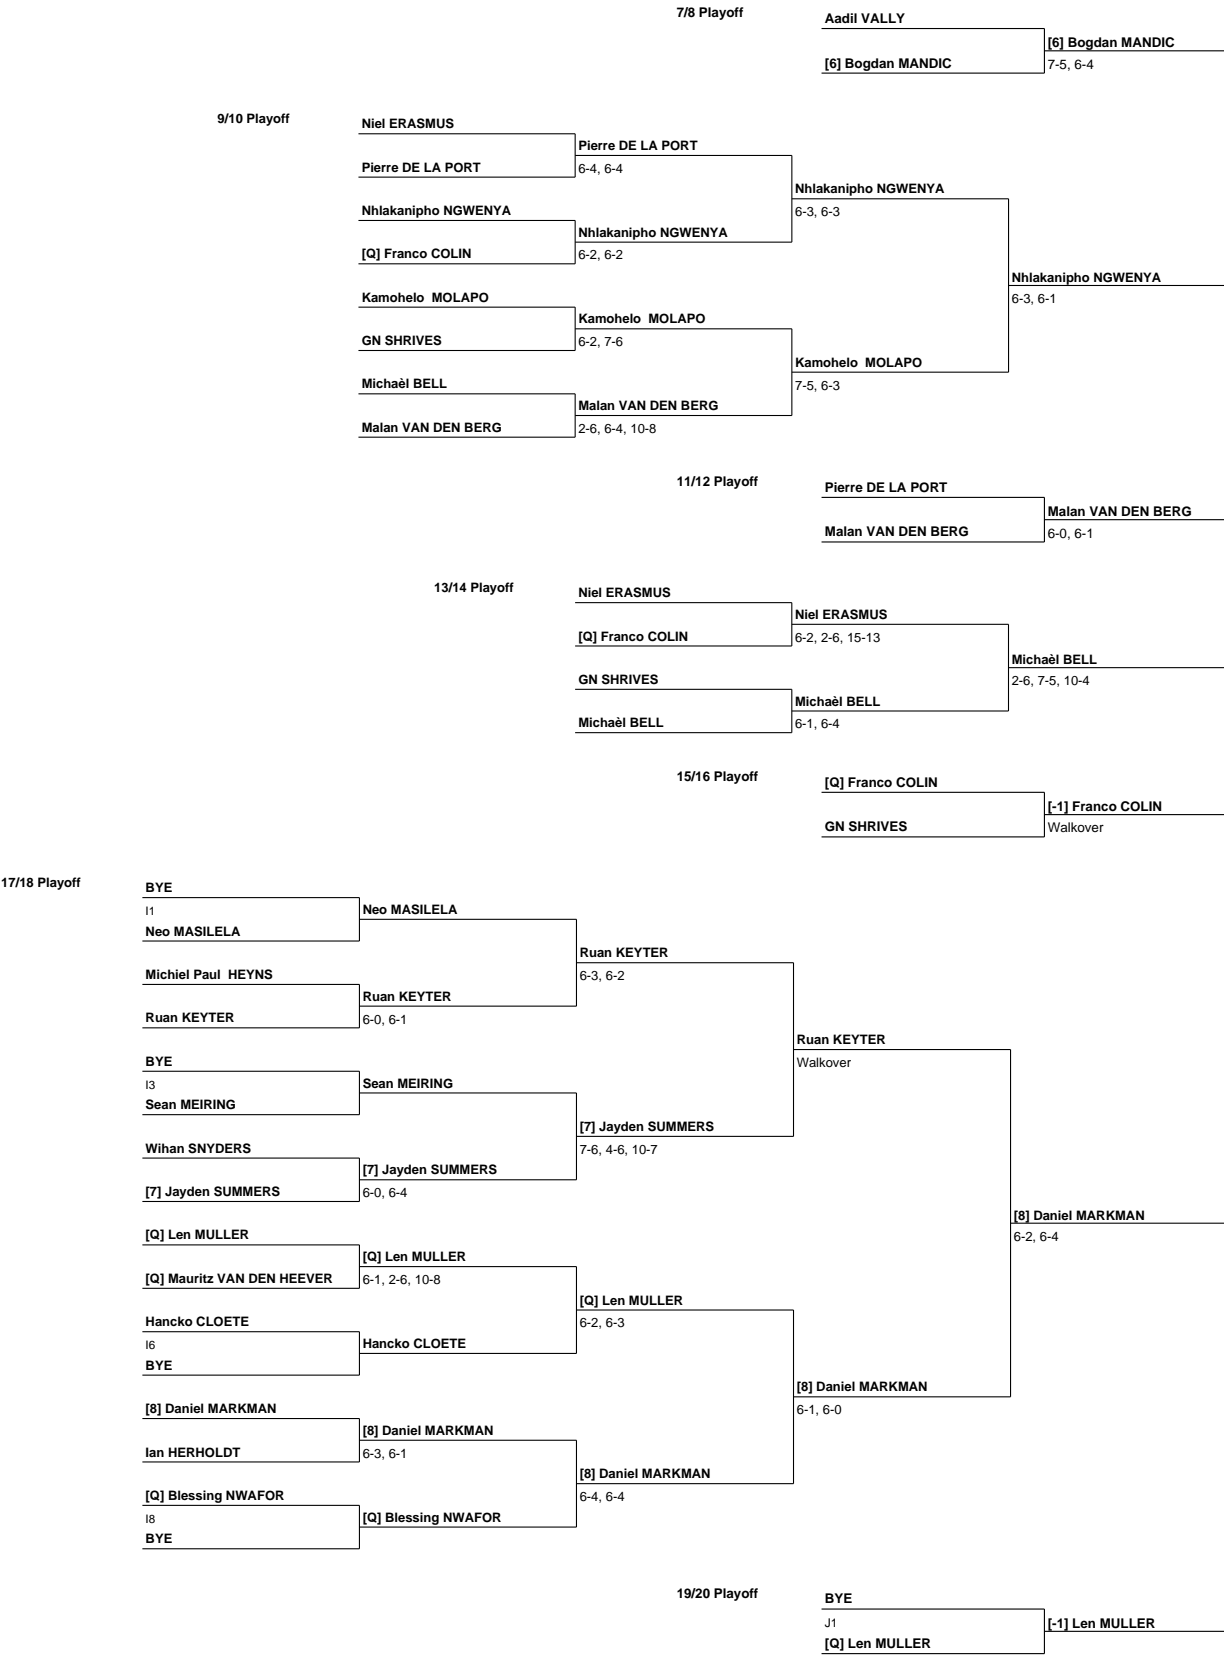 7/8 Playoff
Aadil VALLY
[6] Bogdan MANDIC
[6] Bogdan MANDIC
7-5, 6-4
9/10 Playoff
Niel ERASMUS
Pierre DE LA PORT
Pierre DE LA PORT
6-4, 6-4
Nhlakanipho NGWENYA
6-3, 6-3
Nhlakanipho NGWENYA
Nhlakanipho NGWENYA
[Q] Franco COLIN
6-2, 6-2
Nhlakanipho NGWENYA
6-3, 6-1
Kamohelo  MOLAPO
Kamohelo  MOLAPO
GN SHRIVES
6-2, 7-6
Kamohelo  MOLAPO
7-5, 6-3
Michaèl BELL
Malan VAN DEN BERG
Malan VAN DEN BERG
2-6, 6-4, 10-8
11/12 Playoff
Pierre DE LA PORT
Malan VAN DEN BERG
Malan VAN DEN BERG
6-0, 6-1
13/14 Playoff
Niel ERASMUS
Niel ERASMUS
[Q] Franco COLIN
6-2, 2-6, 15-13
Michaèl BELL
2-6, 7-5, 10-4
GN SHRIVES
Michaèl BELL
Michaèl BELL
6-1, 6-4
15/16 Playoff
[Q] Franco COLIN
[-1] Franco COLIN
GN SHRIVES
Walkover
17/18 Playoff
BYE
I1
Neo MASILELA
Neo MASILELA
Ruan KEYTER
6-3, 6-2
Michiel Paul  HEYNS
Ruan KEYTER
Ruan KEYTER
6-0, 6-1
Ruan KEYTER
Walkover
BYE
I3
Sean MEIRING
Sean MEIRING
[7] Jayden SUMMERS
7-6, 4-6, 10-7
Wihan SNYDERS
[7] Jayden SUMMERS
[7] Jayden SUMMERS
6-0, 6-4
[8] Daniel MARKMAN
6-2, 6-4
[Q] Len MULLER
[Q] Len MULLER
[Q] Mauritz VAN DEN HEEVER
6-1, 2-6, 10-8
[Q] Len MULLER
6-2, 6-3
Hancko CLOETE
I6
Hancko CLOETE
BYE
[8] Daniel MARKMAN
6-1, 6-0
[8] Daniel MARKMAN
[8] Daniel MARKMAN
Ian HERHOLDT
6-3, 6-1
[8] Daniel MARKMAN
6-4, 6-4
[Q] Blessing NWAFOR
I8
[Q] Blessing NWAFOR
BYE
19/20 Playoff
BYE
J1
[-1] Len MULLER
[Q] Len MULLER